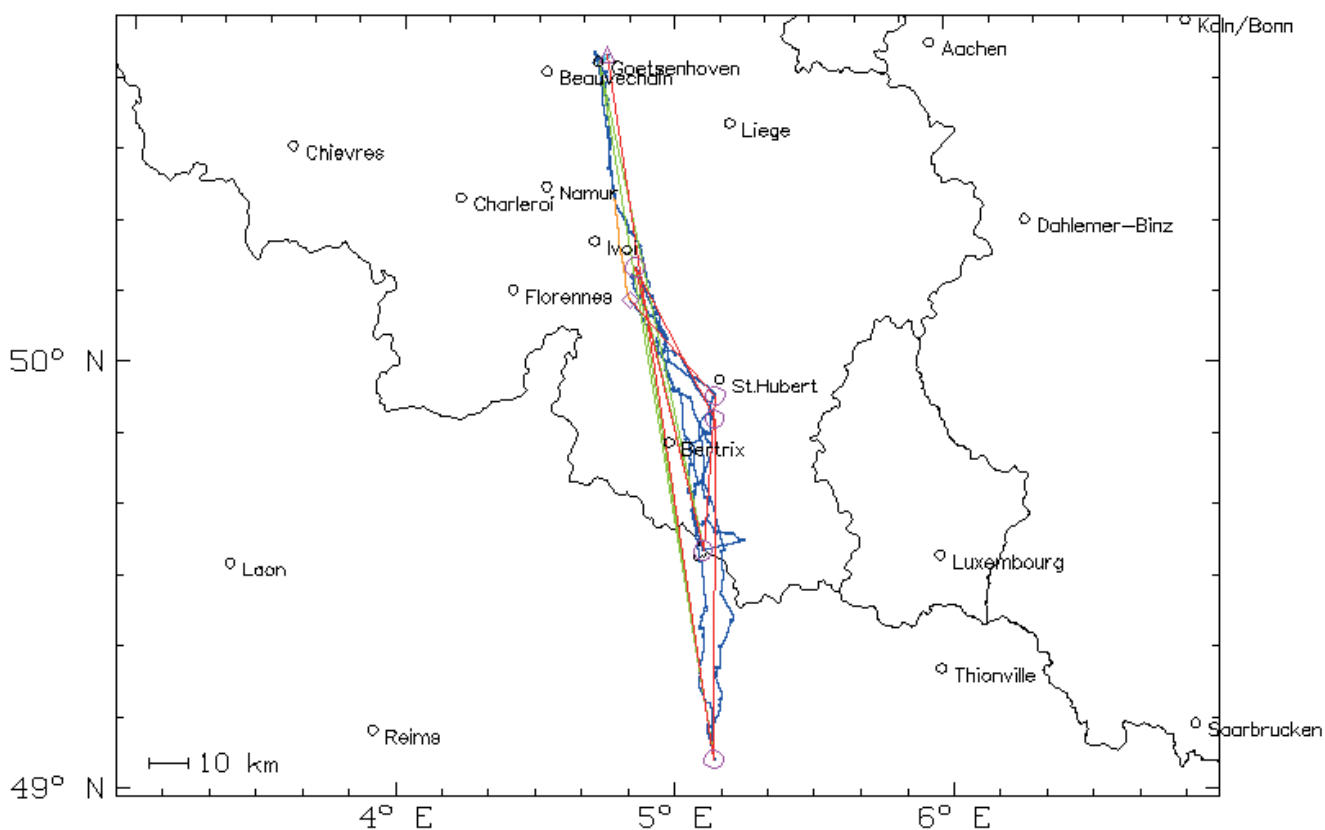 Koln/Bonn
Aachen
Goetsenhoven
Beauvechain
Liege
Chievres
Namur
Charleroi
Dahlemer-Binz
Ivoir
Florennes
50° N
St.Hubert
Bertrix
Laon
Luxembourg
Thionville
Reims
Saarbrucken
10 km
49° N
4° E
5° E
6° E